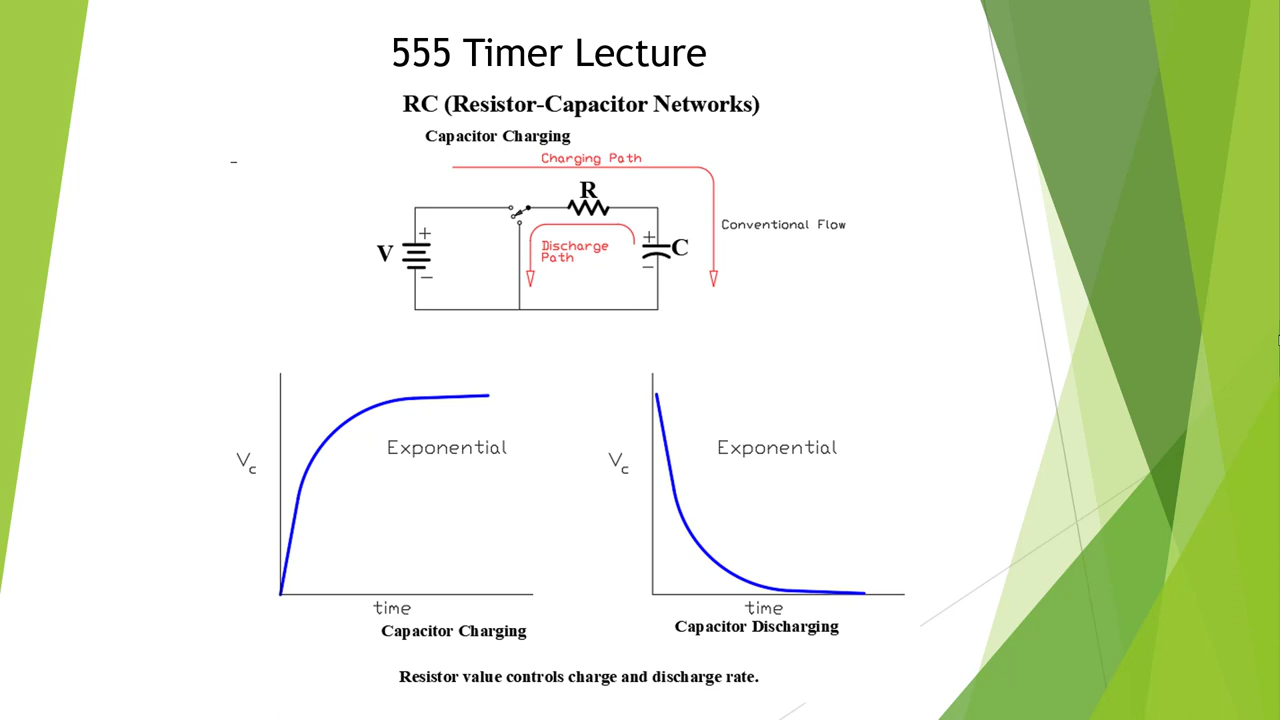 555 Timer Lecture
RC (Resistor-Capacitor Networks)
Capacitor Charging
Charging Path
R
Conventional Flow
+
+
V
Discharge
Path
C
−
−
Exponential
Exponential
Vc
Vc
time
time
Capacitor Charging
Capacitor Discharging
Resistor value controls charge and discharge rate.